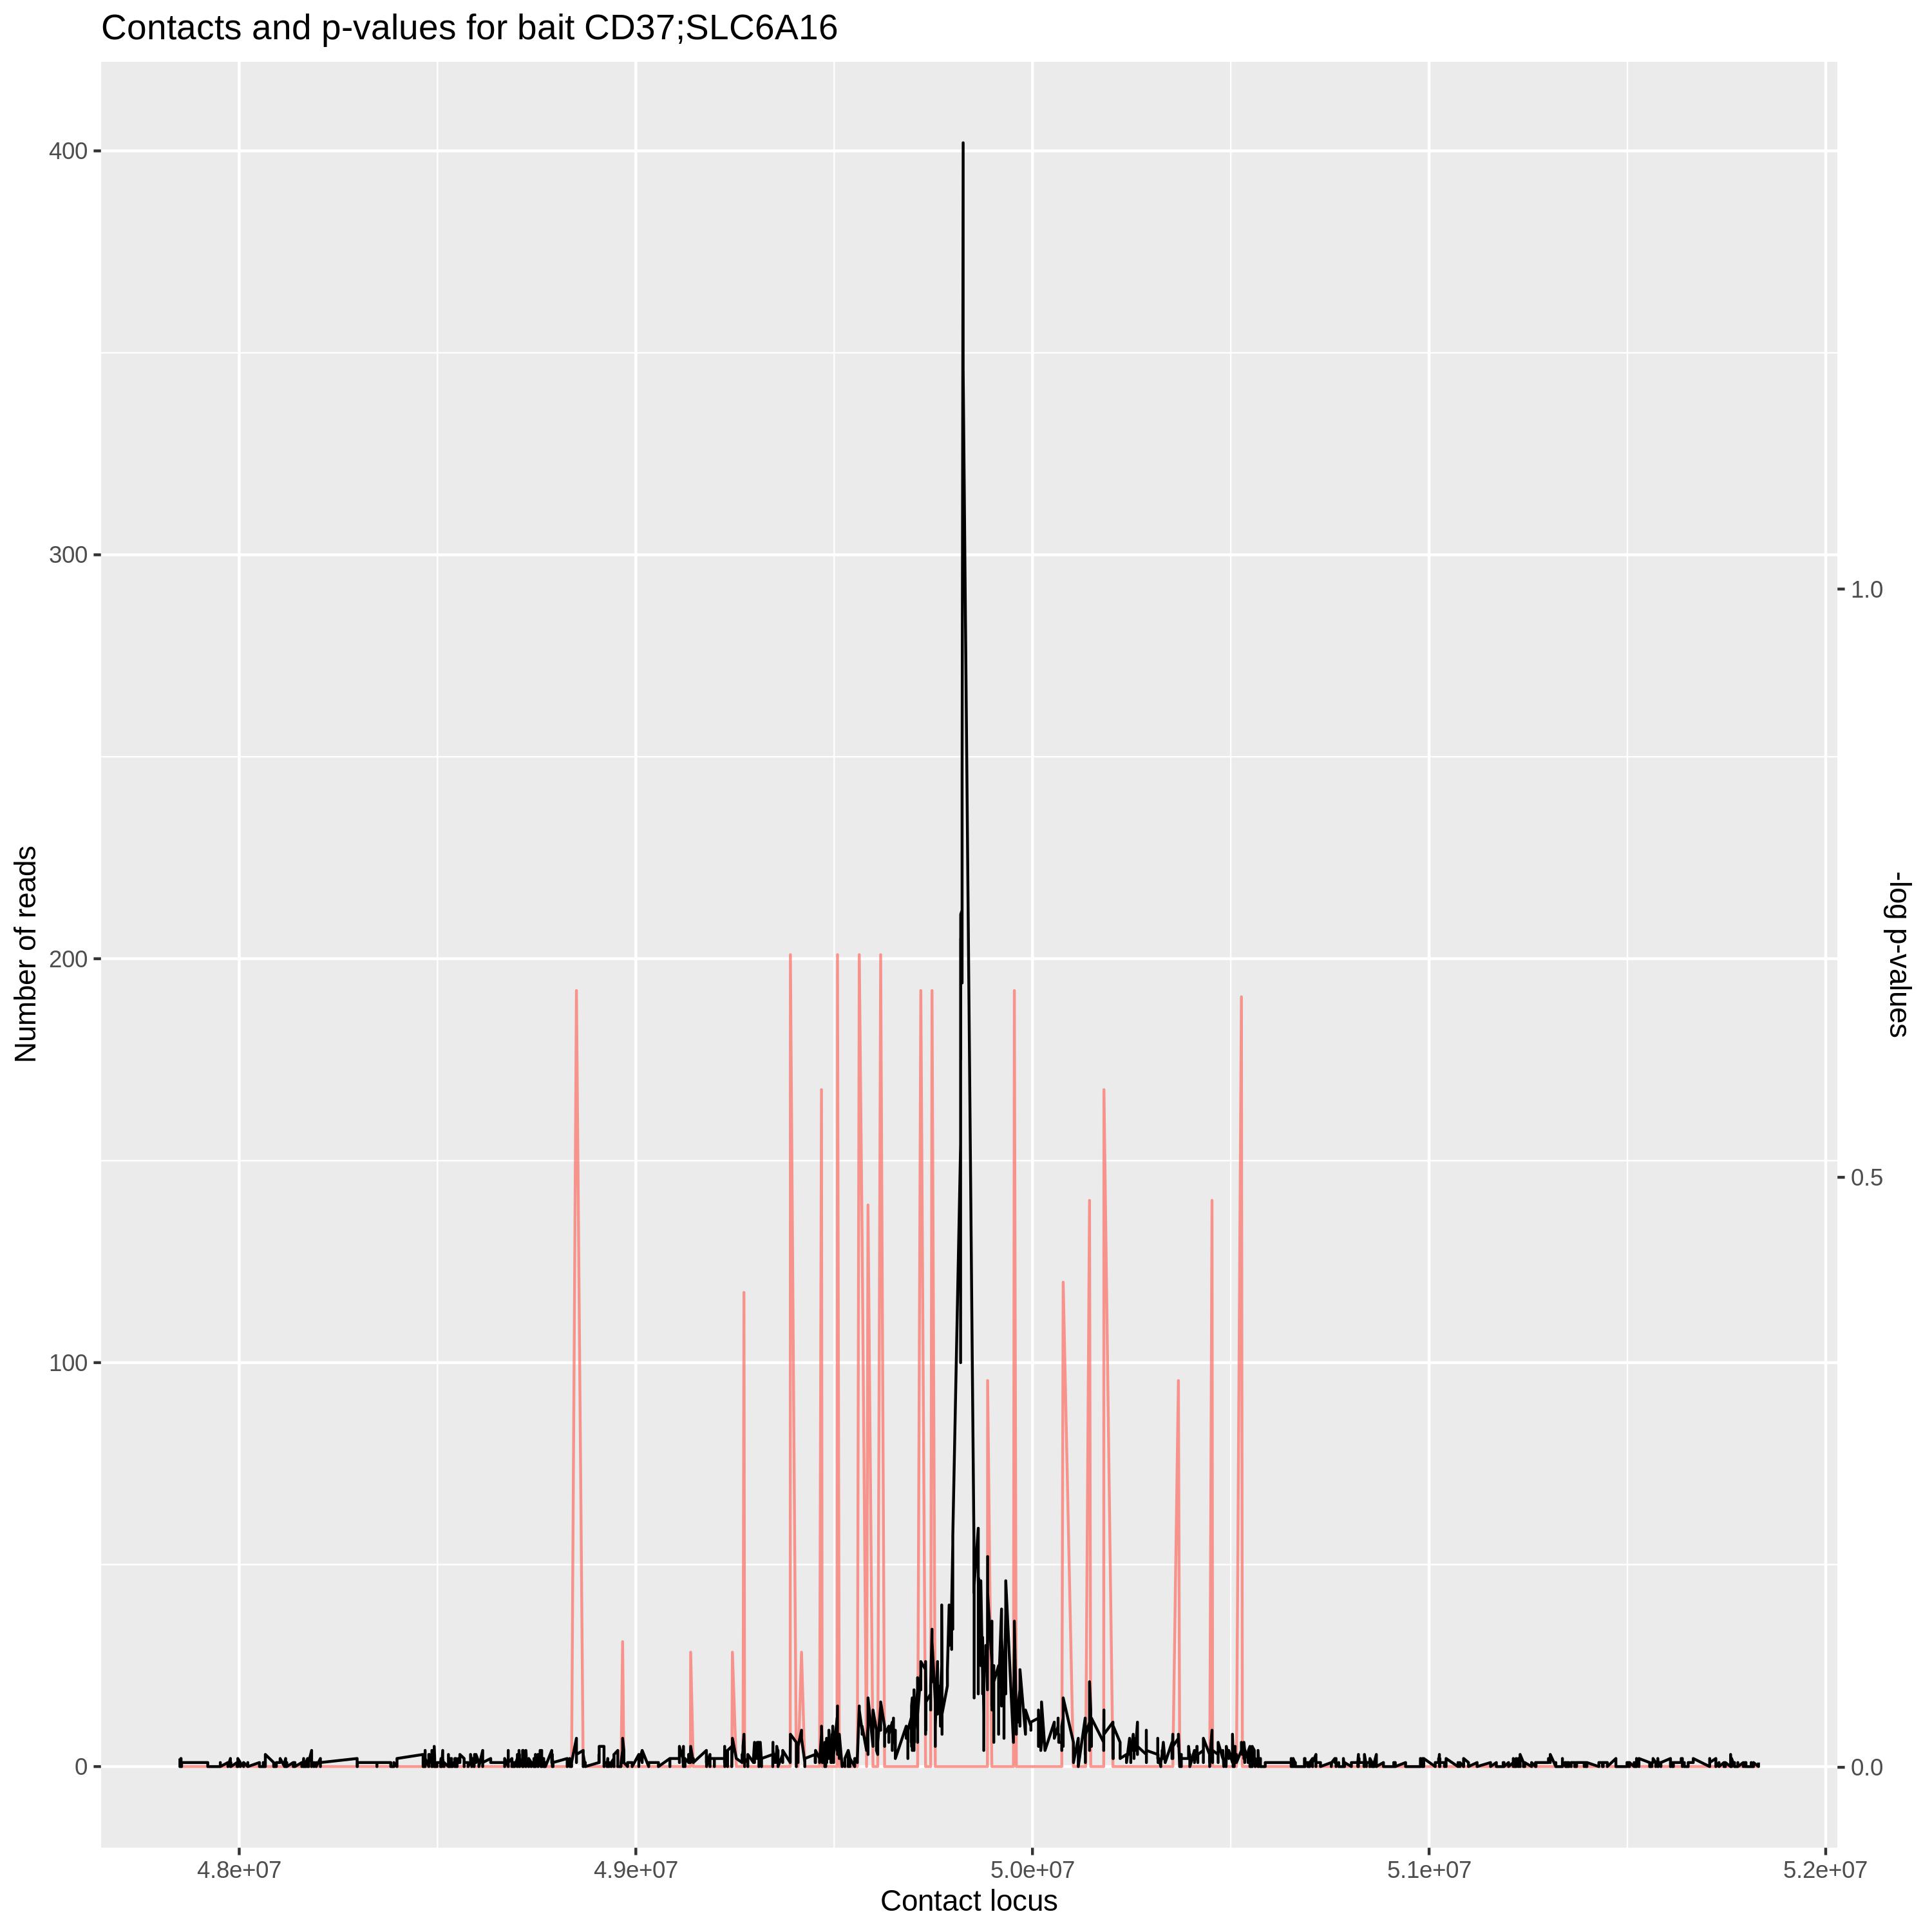 Contacts and p-values for bait CD37;SLC6A16
400
300
200
100
0
Number of reads
1.0
0.5
0.0
-log p-values
4.8e+07
4.9e+07
5.0e+07
5.1e+07
5.2e+07
Contact locus